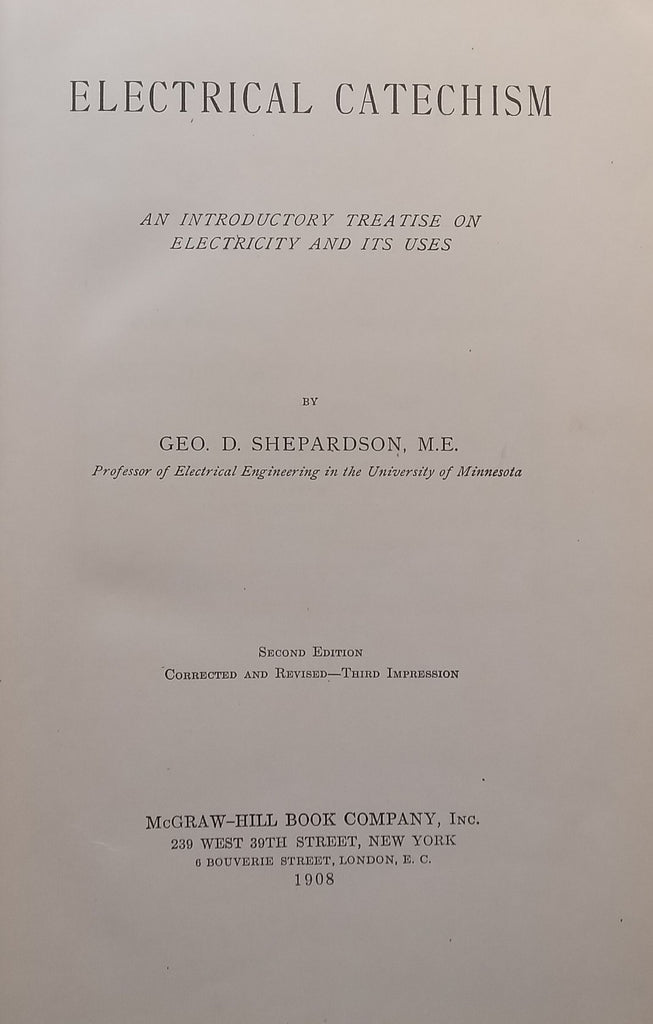 ELECTRICAL CATECHISM
AN INTRODUCTORY TREATISE ON
ELECTRICITY AND ITS USES
BY
GEO. D. SHEPARDSON, M.E.
Professor of Electrical Engineering in the University of Minnesota
SECOND EDITION
CORRECTED AND REVISED—THIRD IMPRESSION
McGRAW-HILL BOOK COMPANY, INC.
239 WEST 39TH STREET, NEW YORK
6 BOUVERIE STREET, LONDON, E. C.
1908